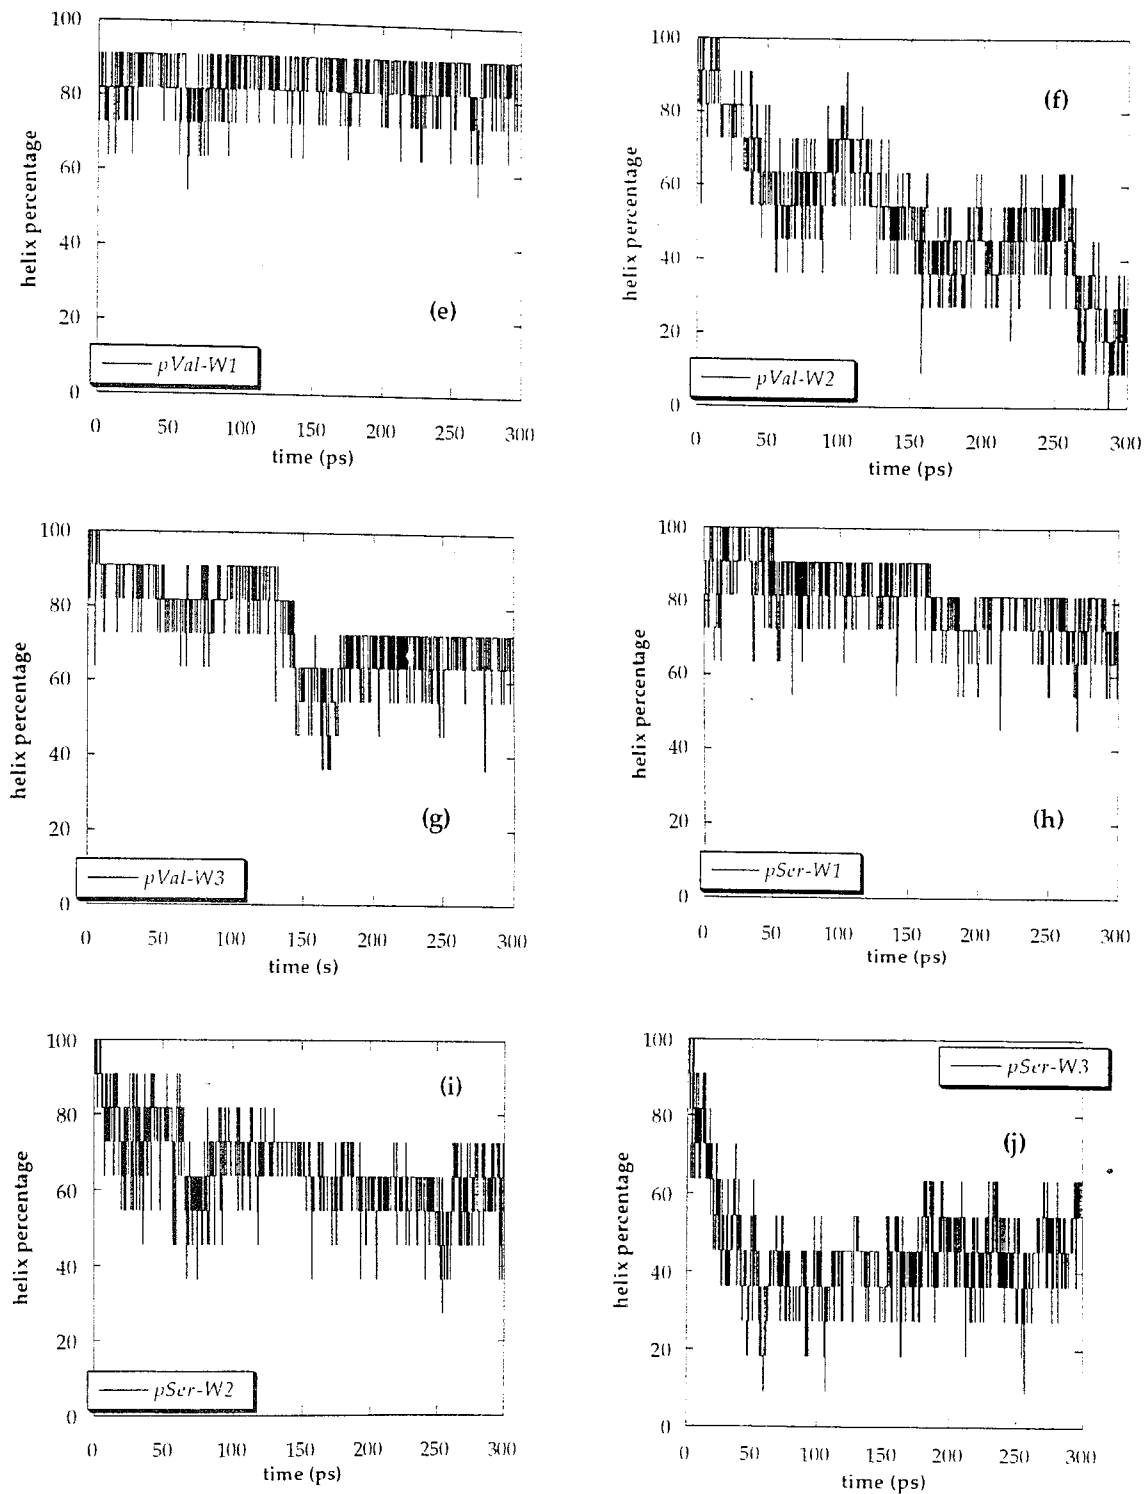 100
80
60
40
20
0
helix percentage
(e)
pVal-W1
0 50 100 150 200 250 300
time (ps)
100
80
60
40
20
0
helix percentage
(f)
pVal-W2
0 50 100 150 200 250 300
time (ps)
100
80
60
40
20
0
helix percentage
(g)
pVal-W3
0 50 100 150 200 250 300
time (s)
100
80
60
40
20
0
helix percentage
(h)
pSer-W1
0 50 100 150 200 250 300
time (ps)
100
80
60
40
20
0
helix percentage
(i)
pSer-W2
0 50 100 150 200 250 300
time (ps)
100
80
60
40
20
0
helix percentage
pSer-W3
(j)
0 50 100 150 200 250 300
time (ps)